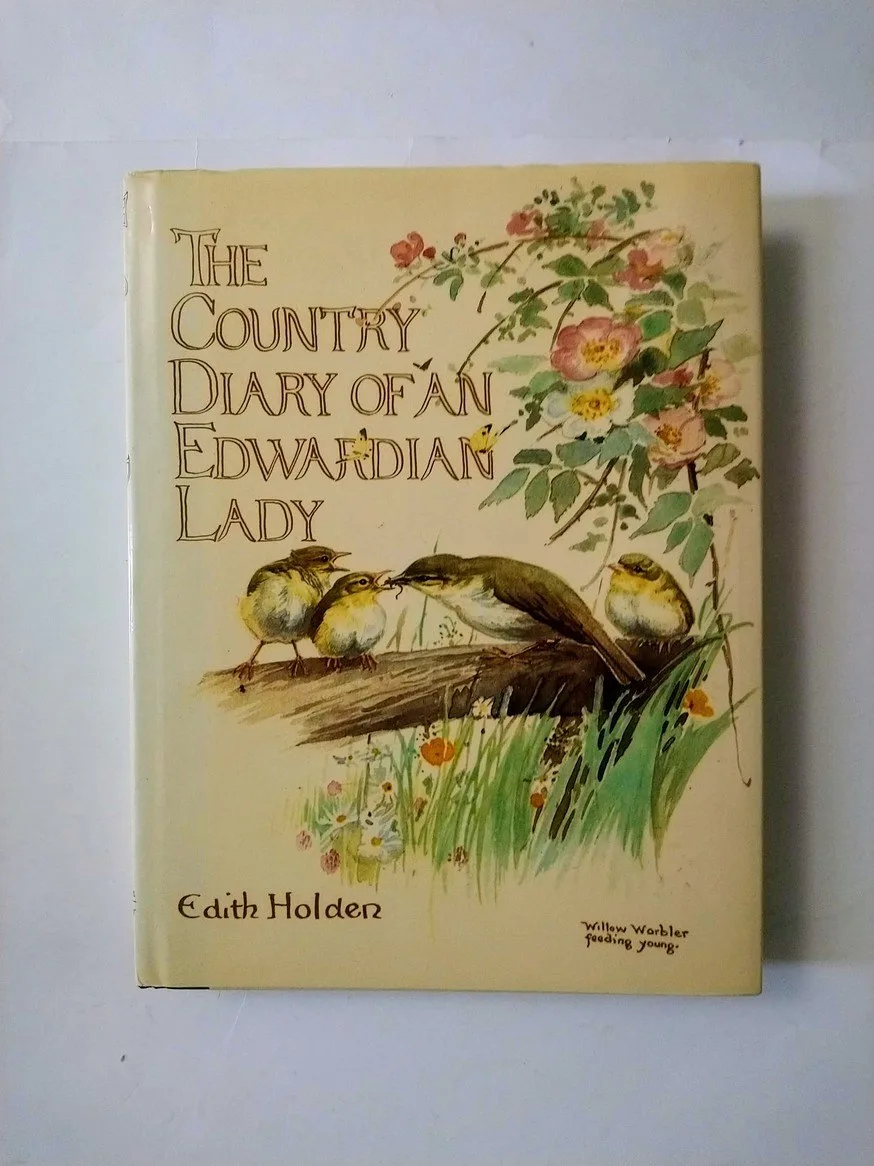 THE
COUNTRY
DIARY OF AN
EDWARDIAN
LADY
Edith Holden
Willow Warbler
feeding young.